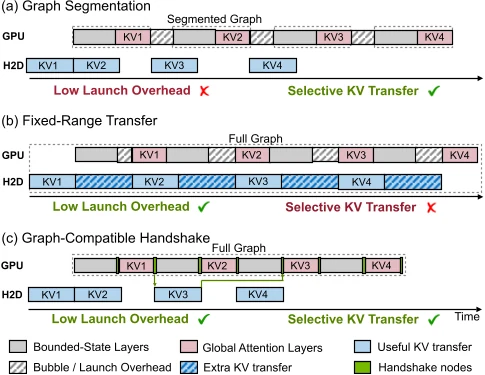 (a) Graph Segmentation
Segmented Graph
GPU KV1 KV2 KV3 KV4
H2D KV1 KV2 KV3 KV4
Low Launch Overhead ✘ Selective KV Transfer ✓
(b) Fixed-Range Transfer
Full Graph
GPU KV1 KV2 KV3 KV4
H2D KV1 KV2 KV3 KV4
Low Launch Overhead ✓ Selective KV Transfer ✘
(c) Graph-Compatible Handshake
Full Graph
GPU KV1 KV2 KV3 KV4
H2D KV1 KV2 KV3 KV4
Low Launch Overhead ✓ Selective KV Transfer ✓ Time
Bounded-State Layers Global Attention Layers Useful KV transfer
Bubble / Launch Overhead Extra KV transfer Handshake nodes